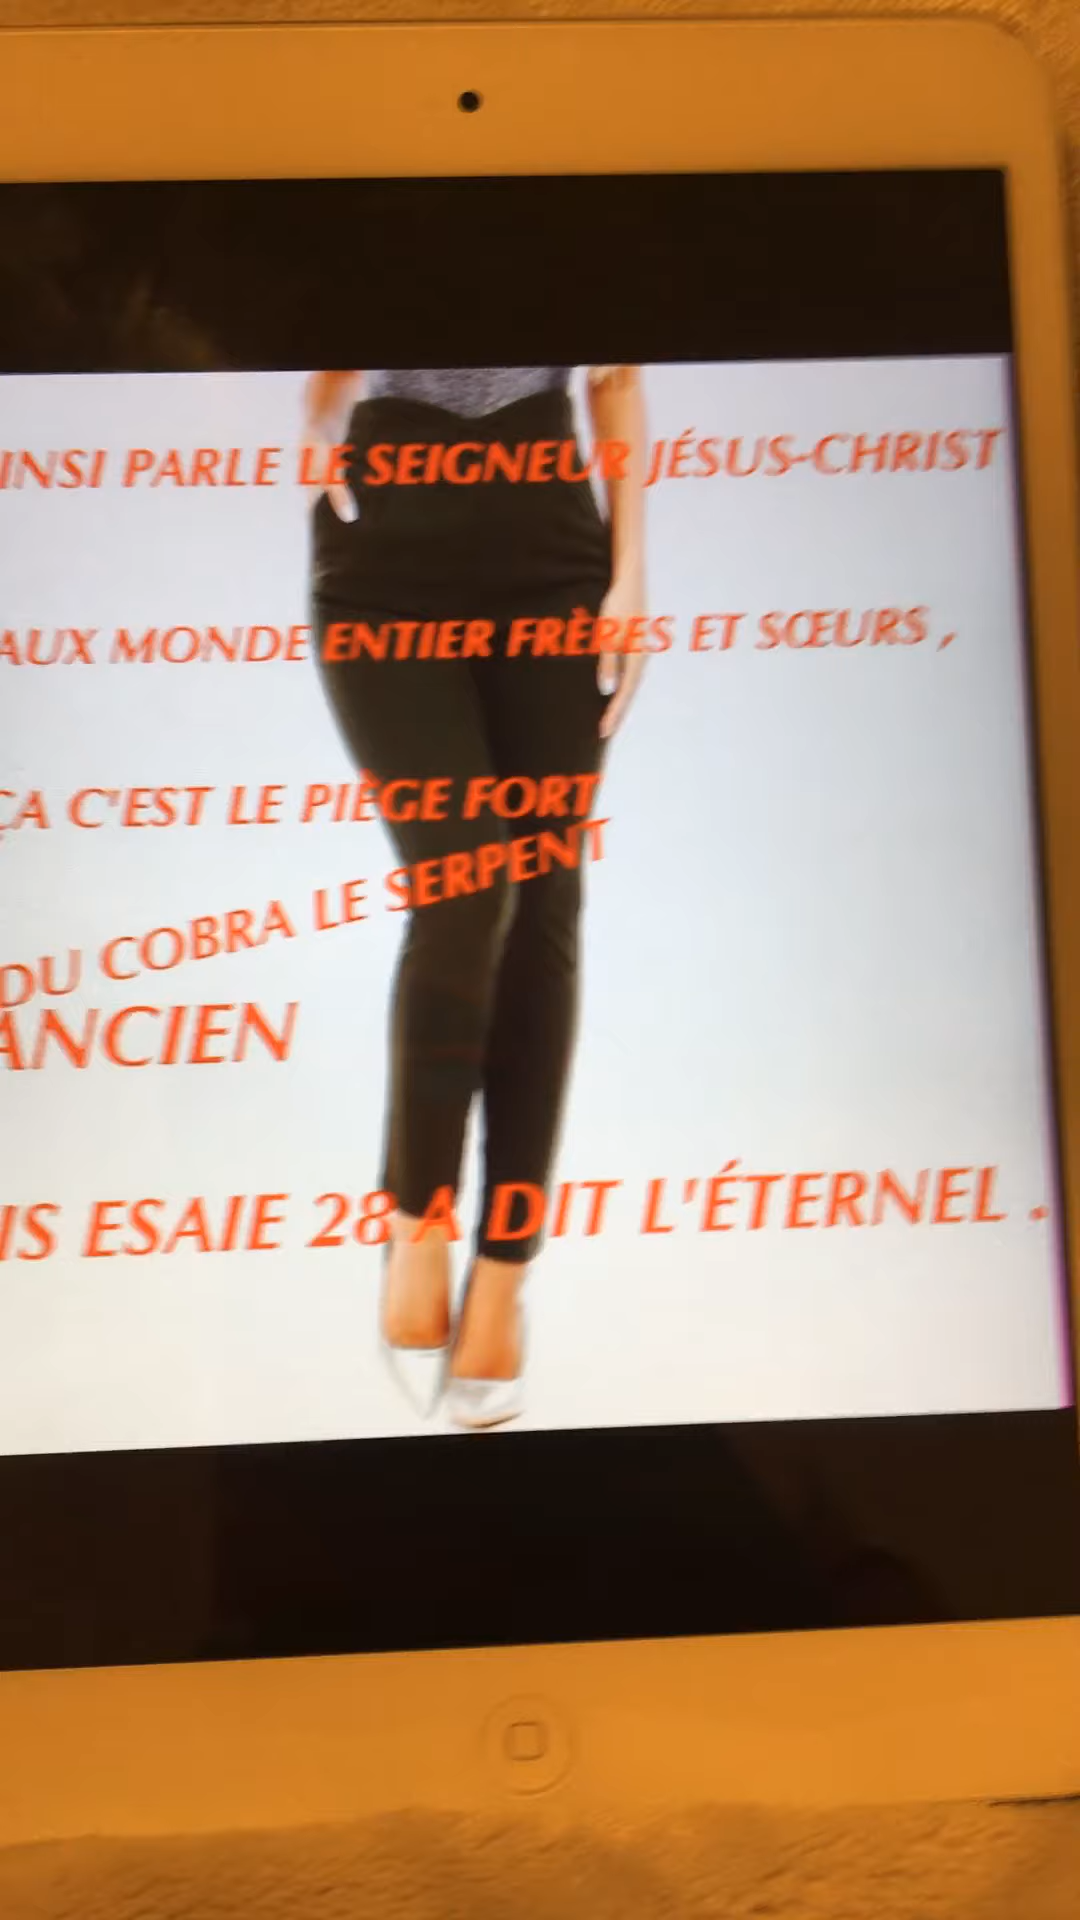 INSI PARLE LE SEIGNEUR JÉSUS-CHRIST
AUX MONDE ENTIER FRÈRES ET SŒURS ,
ÇA C'EST LE PIÈGE FORT
DU COBRA LE SERPENT
ANCIEN
IS ESAIE 28 A DIT L'ÉTERNEL .